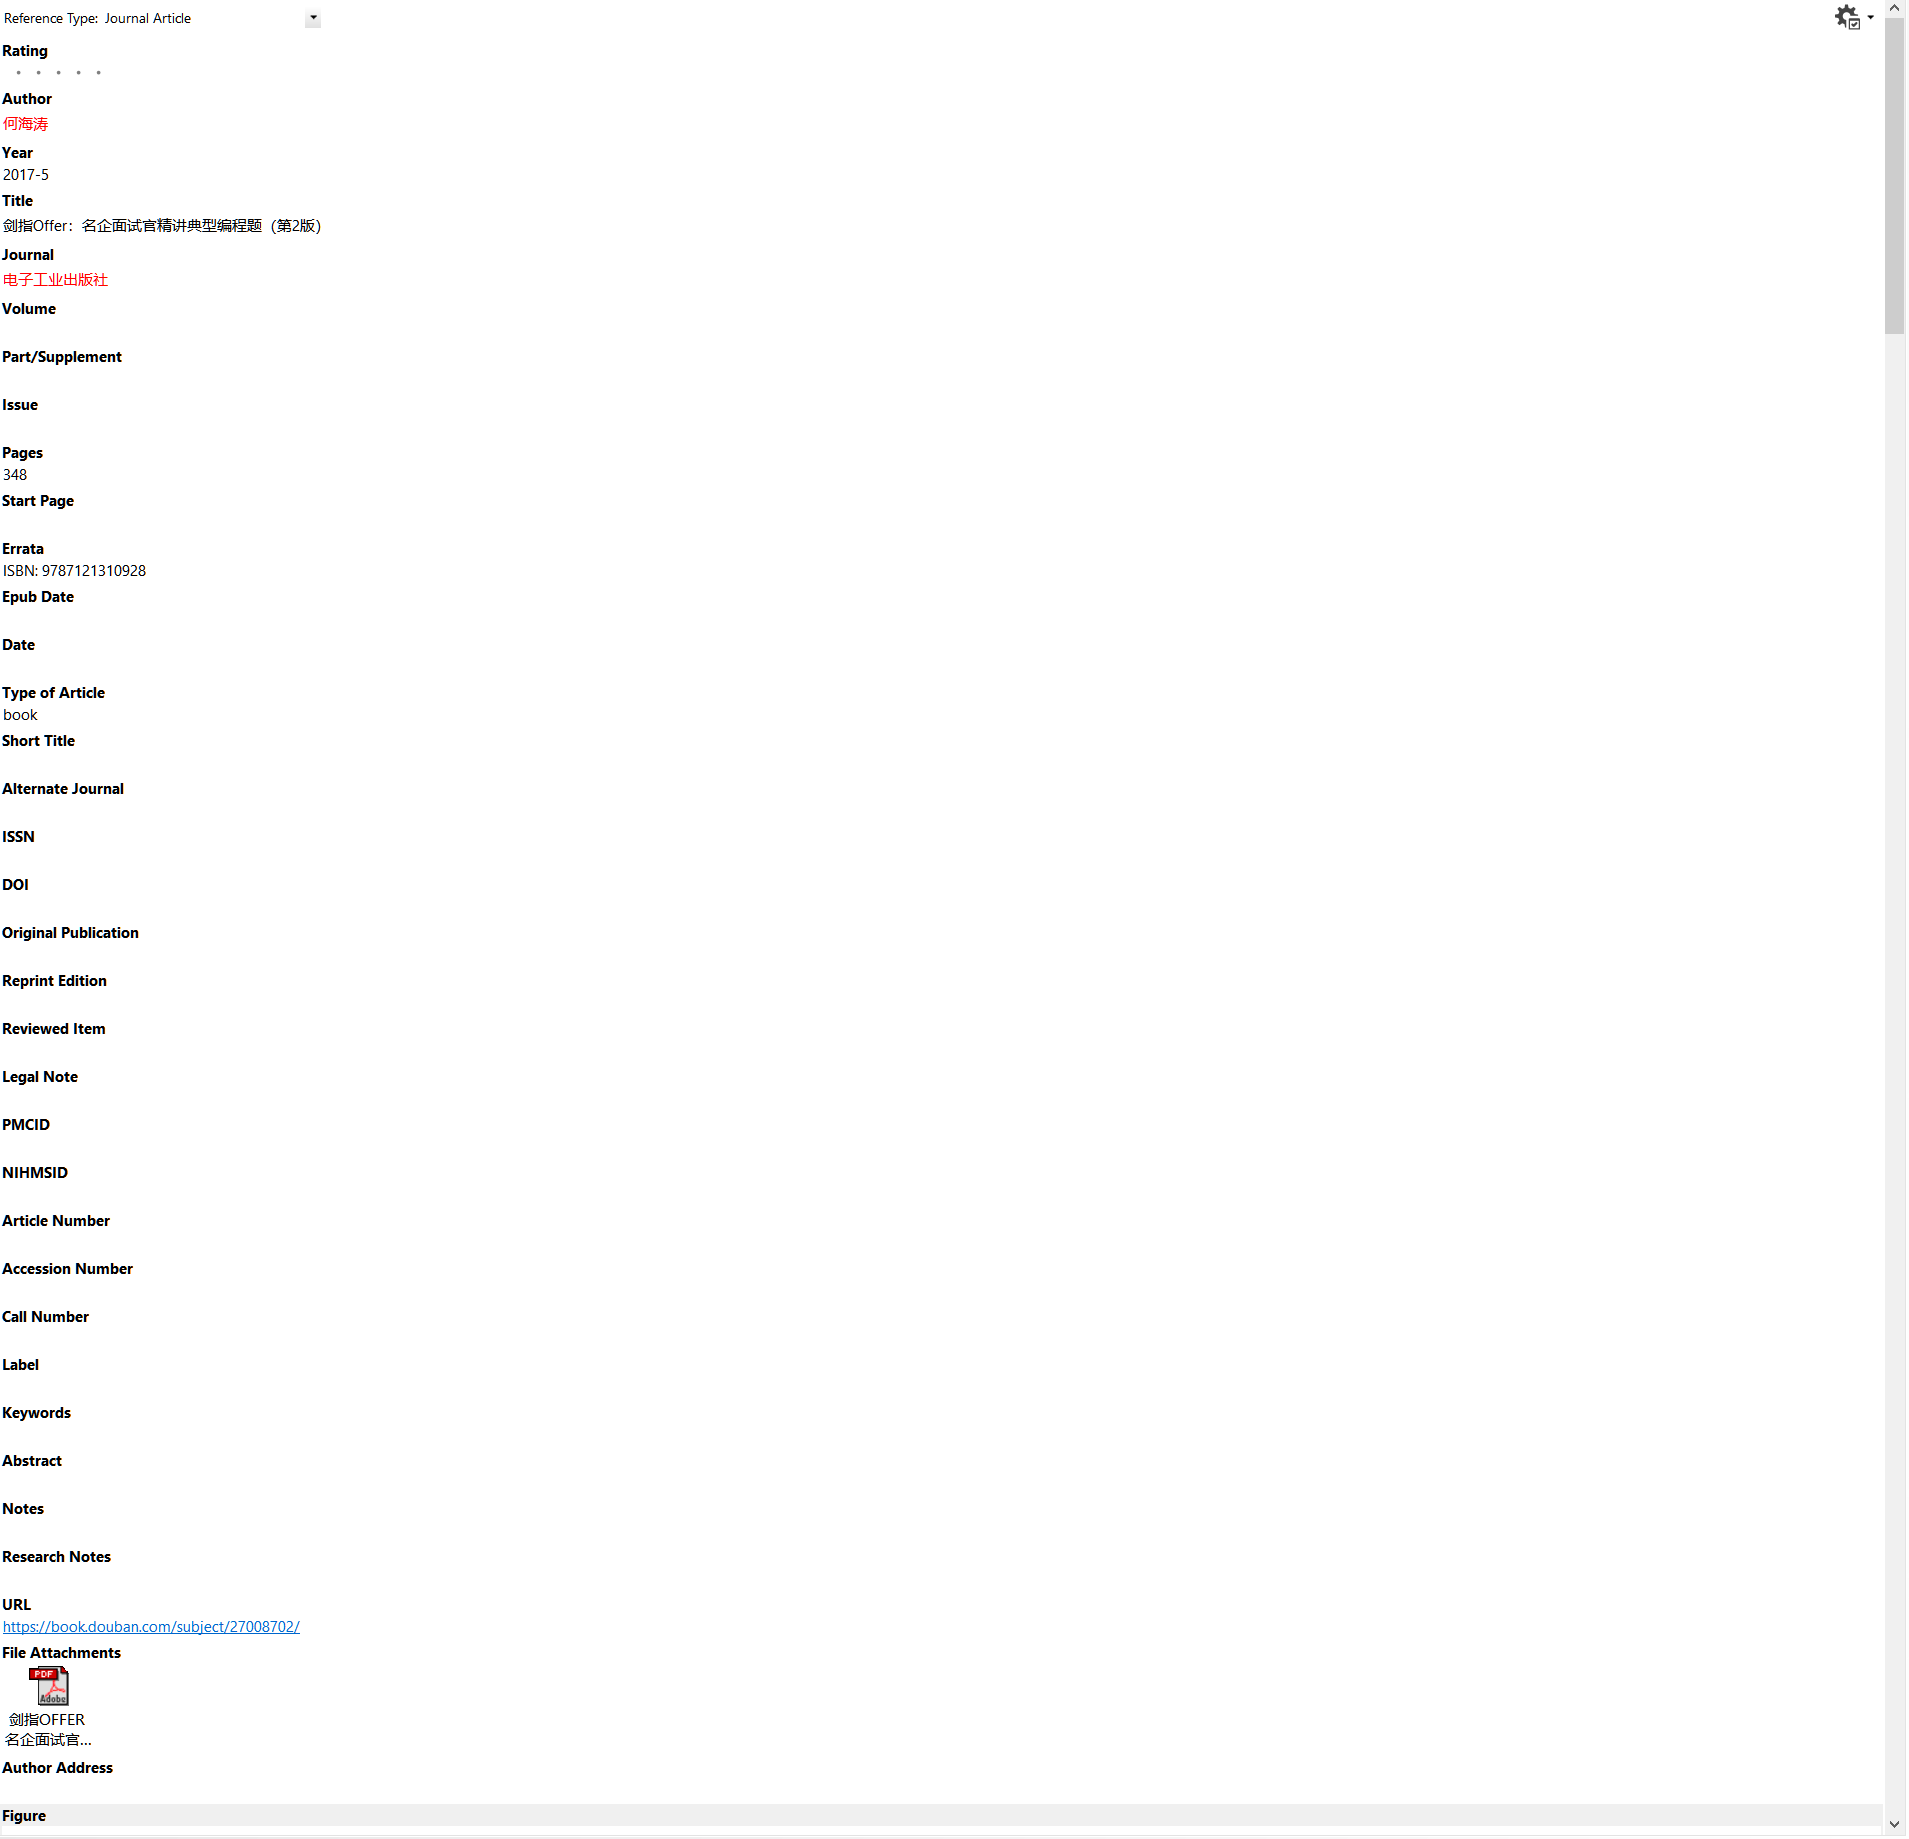 Reference Type: Journal Article
Rating
Author
何海涛
Year
2017-5
Title
剑指Offer：名企面试官精讲典型编程题（第2版）
Journal
电子工业出版社
Volume
Part/Supplement
Issue
Pages
348
Start Page
Errata
ISBN: 9787121310928
Epub Date
Date
Type of Article
book
Short Title
Alternate Journal
ISSN
DOI
Original Publication
Reprint Edition
Reviewed Item
Legal Note
PMCID
NIHMSID
Article Number
Accession Number
Call Number
Label
Keywords
Abstract
Notes
Research Notes
URL
https://book.douban.com/subject/27008702/
File Attachments
PDF
Adobe
剑指OFFER
名企面试官...
Author Address
Figure